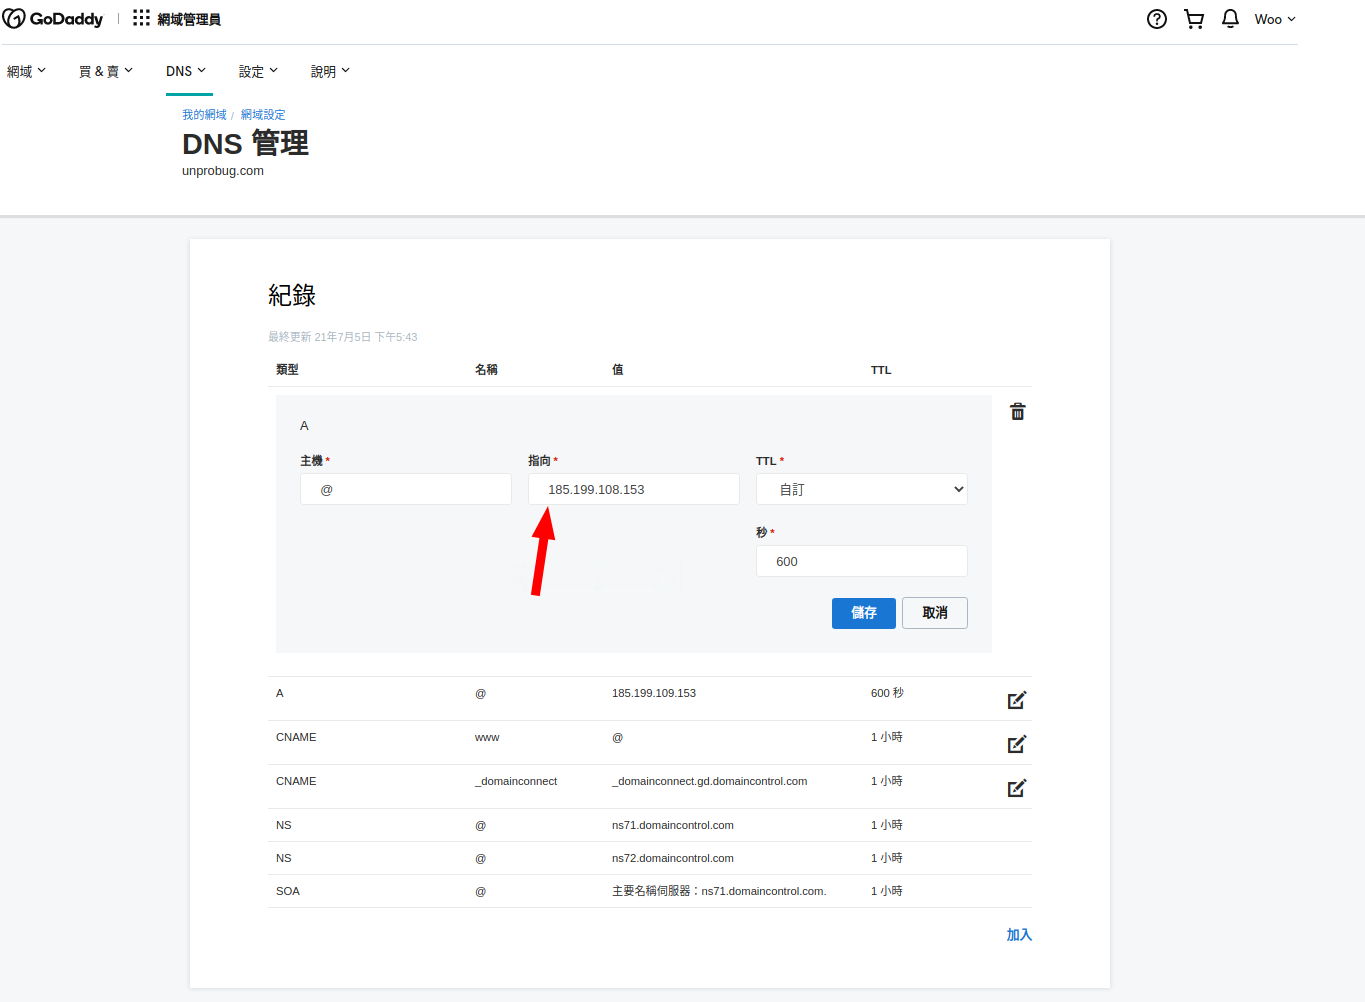 GoDaddy 網域管理員 Woo
網域 買 & 賣 DNS 設定 說明
我的網域 / 網域設定
DNS 管理
unprobug.com
紀錄
最終更新 21年7月5日 下午5:43
類型 名稱 值 TTL
A
主機 * 指向 * TTL *
@ 185.199.108.153 自訂
秒 *
600
儲存 取消
A @ 185.199.109.153 600 秒
CNAME www @ 1 小時
CNAME _domainconnect _domainconnect.gd.domaincontrol.com 1 小時
NS @ ns71.domaincontrol.com 1 小時
NS @ ns72.domaincontrol.com 1 小時
SOA @ 主要名稱伺服器：ns71.domaincontrol.com. 1 小時
加入